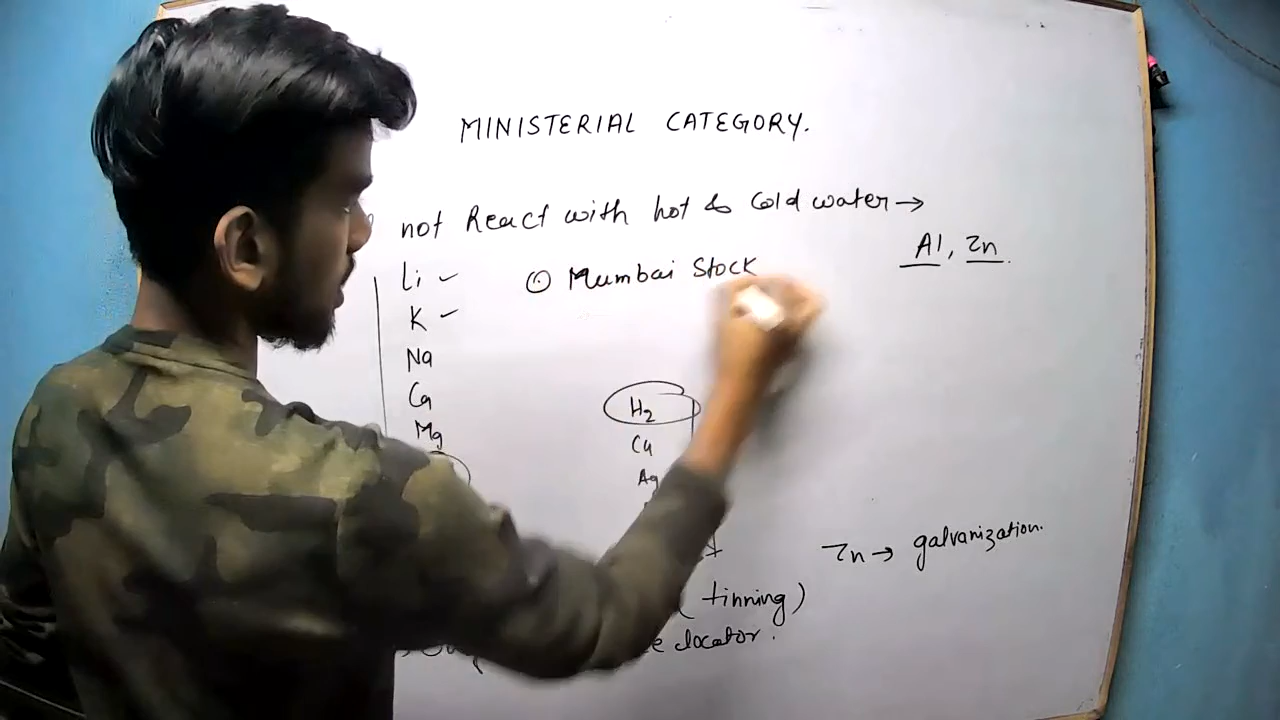 MINISTERIAL CATEGORY.
not React with hot & Cold water →
Al, Zn.
Li ✓
① Mumbai Stock
K ✓
Na
Ca
Mg
H2
Cu
Ag
Zn → galvanization.
(tinning)
locator.